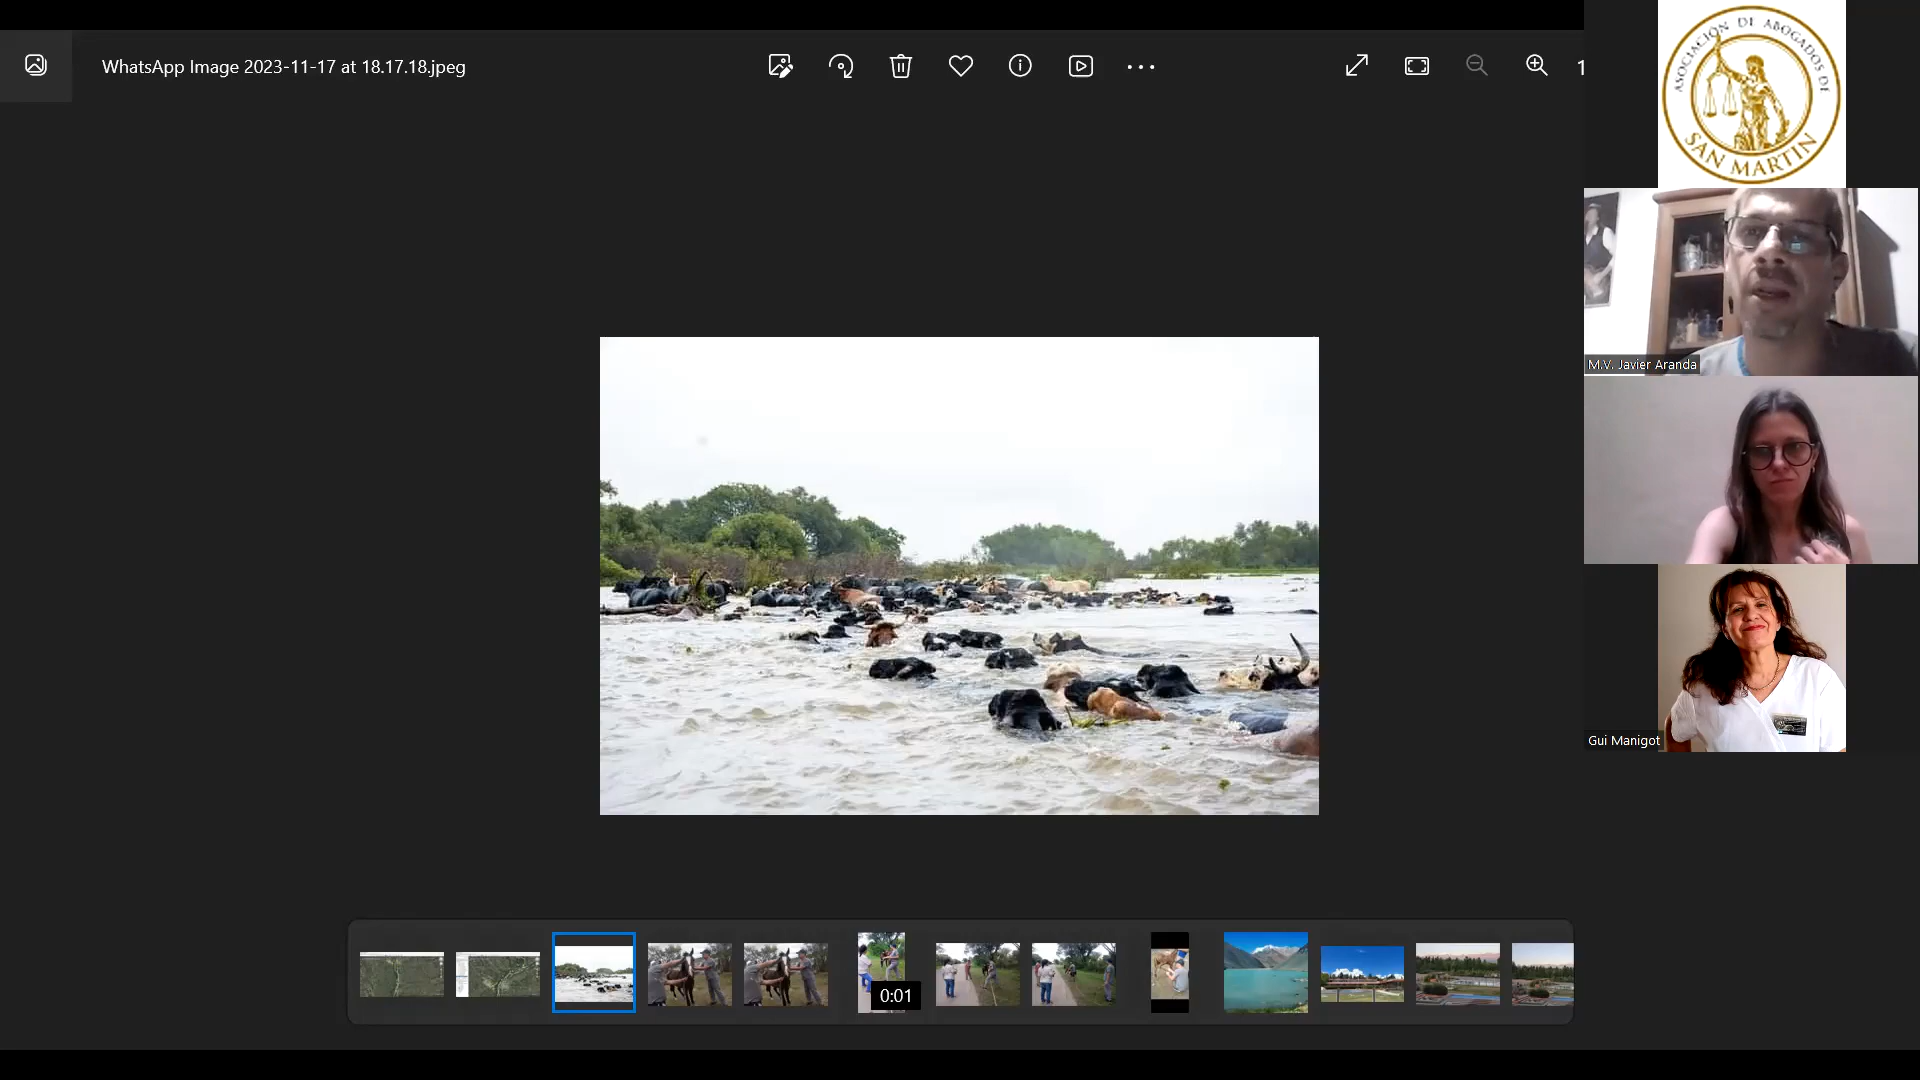 WhatsApp Image 2023-11-17 at 18.17.18.jpeg
1
ASOCIACIÓN DE ABOGADOS DE
SAN MARTIN
M.V. Javier Aranda
Gui Manigot
0:01